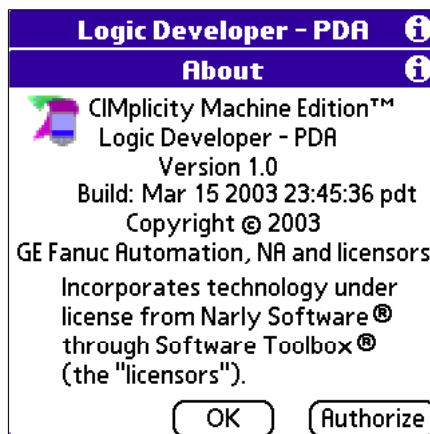 Logic Developer - PDA
About
CIMplicity Machine Edition™
Logic Developer - PDA
Version 1.0
Build: Mar 15 2003 23:45:36 pdt
Copyright © 2003
GE Fanuc Automation, NA and licensors
Incorporates technology under
license from Narly Software®
through Software Toolbox®
(the "licensors").
OK Authorize